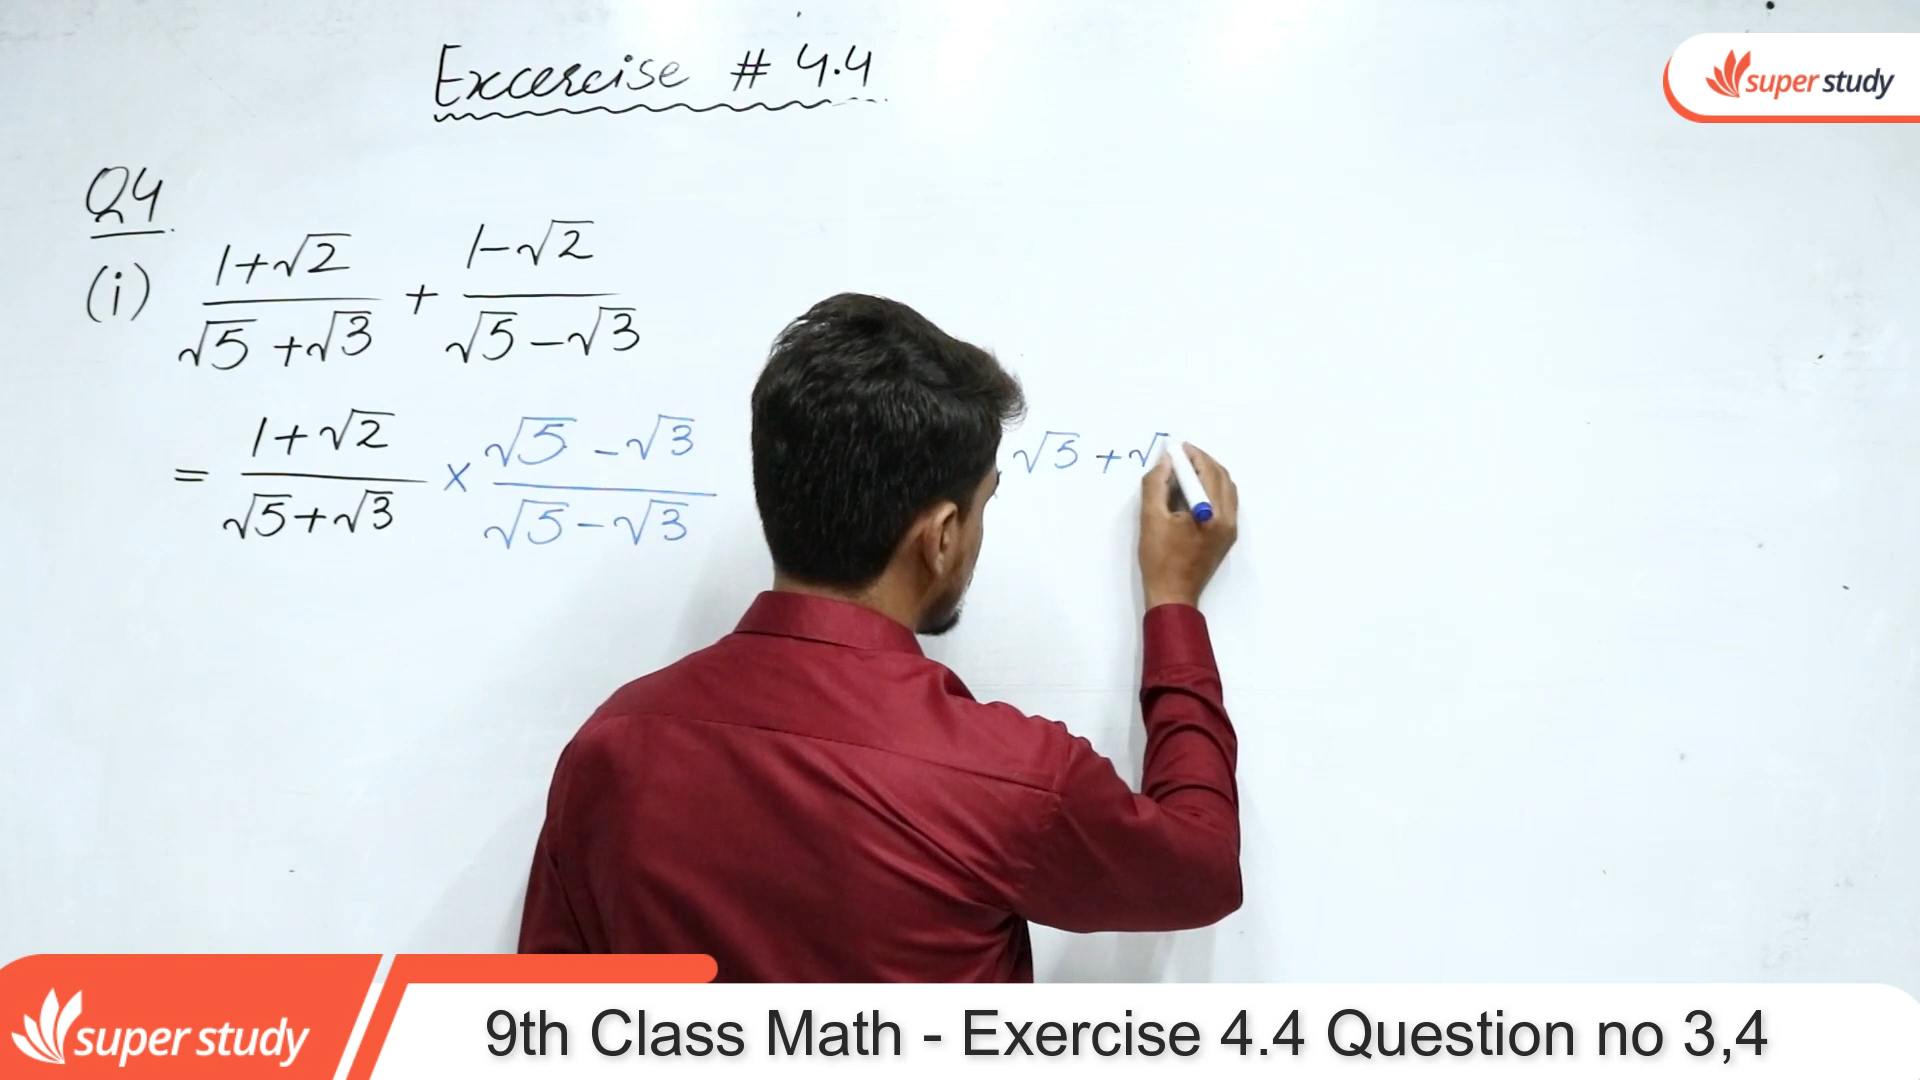 Excercise # 4.4
super study
Q4
(i) 1+√2 / √5+√3 + 1-√2 / √5-√3
= 1+√2 / √5+√3 × √5-√3 / √5-√3 √5+√
super study
9th Class Math - Exercise 4.4 Question no 3,4